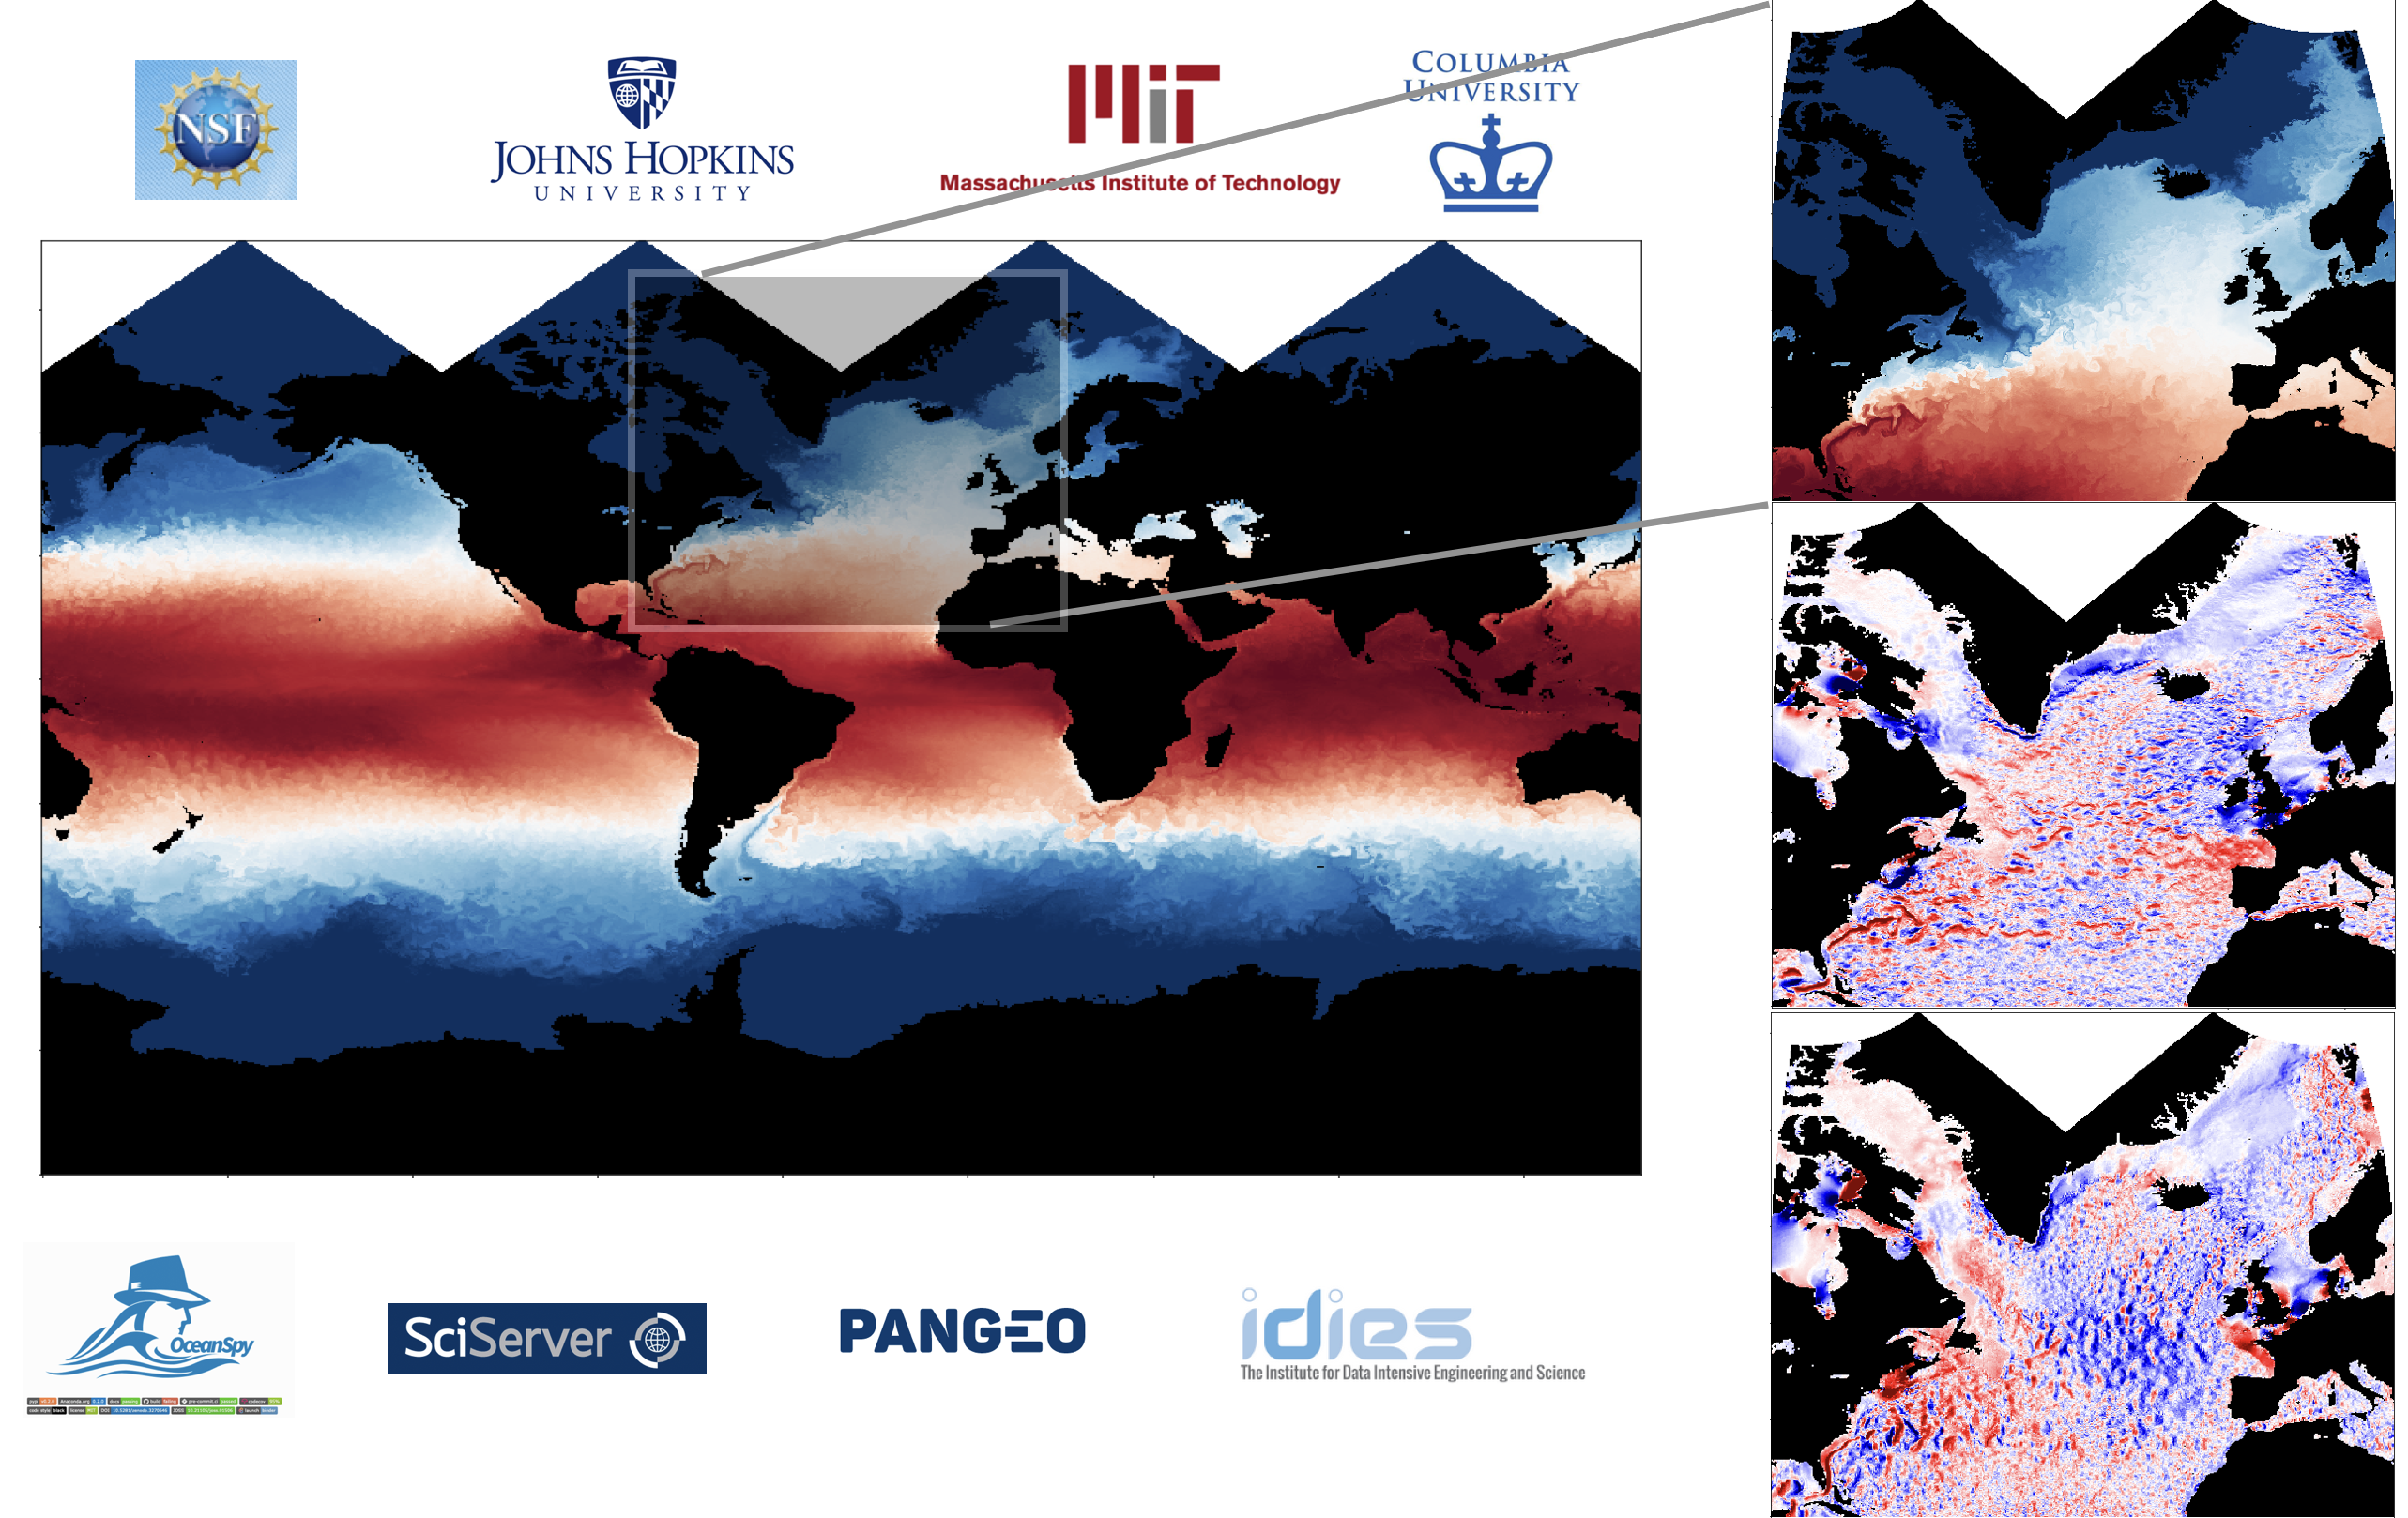 NSF
JOHNS HOPKINS
UNIVERSITY
MIT
Massachusetts Institute of Technology
COLUMBIA
UNIVERSITY
OceanSpy
SciServer
PANGEO
idies
The Institute for Data Intensive Engineering and Science